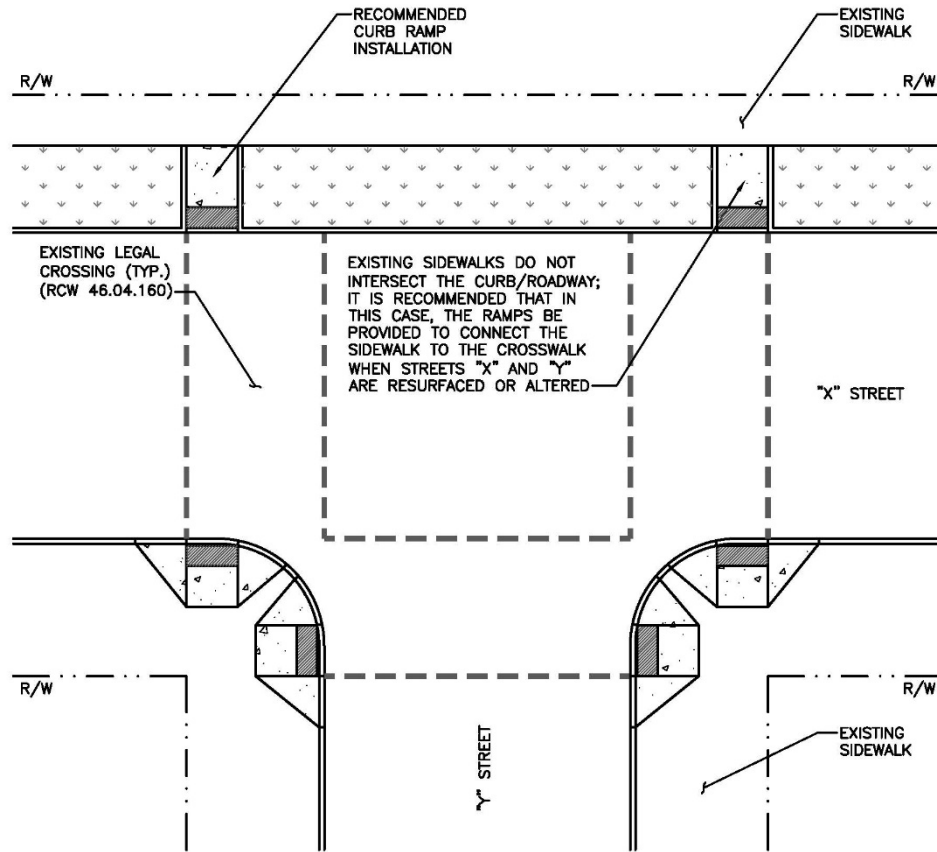 RECOMMENDED
CURB RAMP
INSTALLATION
EXISTING
SIDEWALK
R/W
R/W
EXISTING LEGAL
CROSSING (TYP.)
(RCW 46.04.160)
EXISTING SIDEWALKS DO NOT
INTERSECT THE CURB/ROADWAY;
IT IS RECOMMENDED THAT IN
THIS CASE, THE RAMPS BE
PROVIDED TO CONNECT THE
SIDEWALK TO THE CROSSWALK
WHEN STREETS "X" AND "Y"
ARE RESURFACED OR ALTERED
"X" STREET
R/W
R/W
EXISTING
SIDEWALK
"Y" STREET